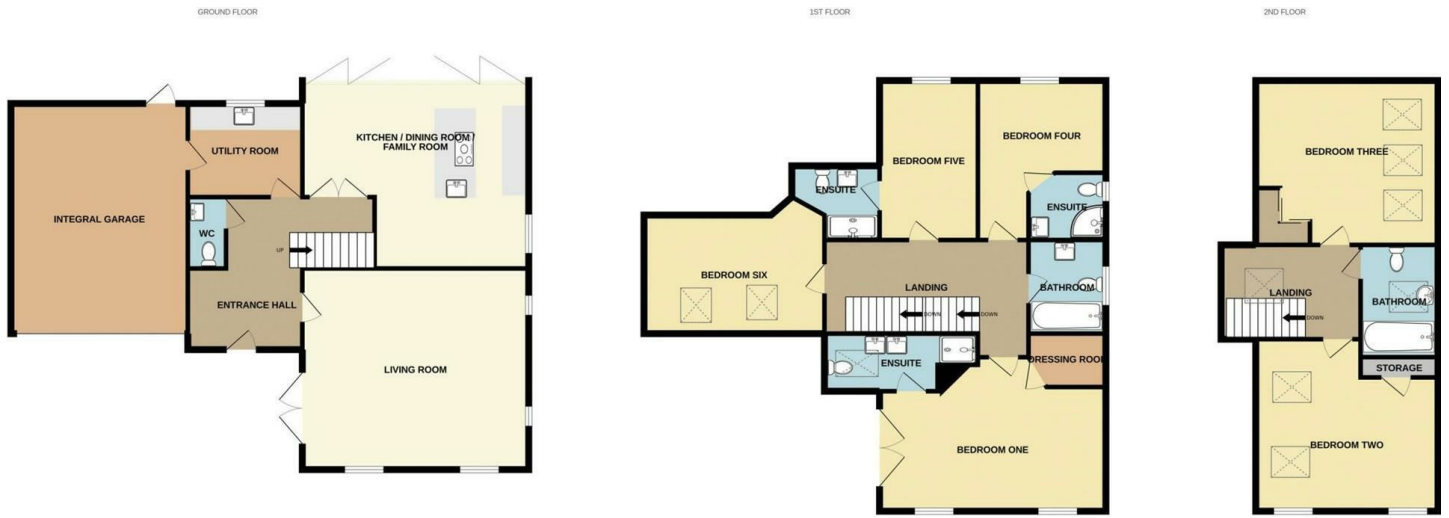 GROUND FLOOR
INTEGRAL GARAGE
UTILITY ROOM
KITCHEN / DINING ROOM /
FAMILY ROOM
WC
UP
ENTRANCE HALL
LIVING ROOM
1ST FLOOR
BEDROOM FIVE
BEDROOM FOUR
ENSUITE
ENSUITE
BEDROOM SIX
LANDING
BATHROOM
DOWN
DOWN
ENSUITE
DRESSING ROOM
BEDROOM ONE
2ND FLOOR
BEDROOM THREE
LANDING
BATHROOM
DOWN
STORAGE
BEDROOM TWO